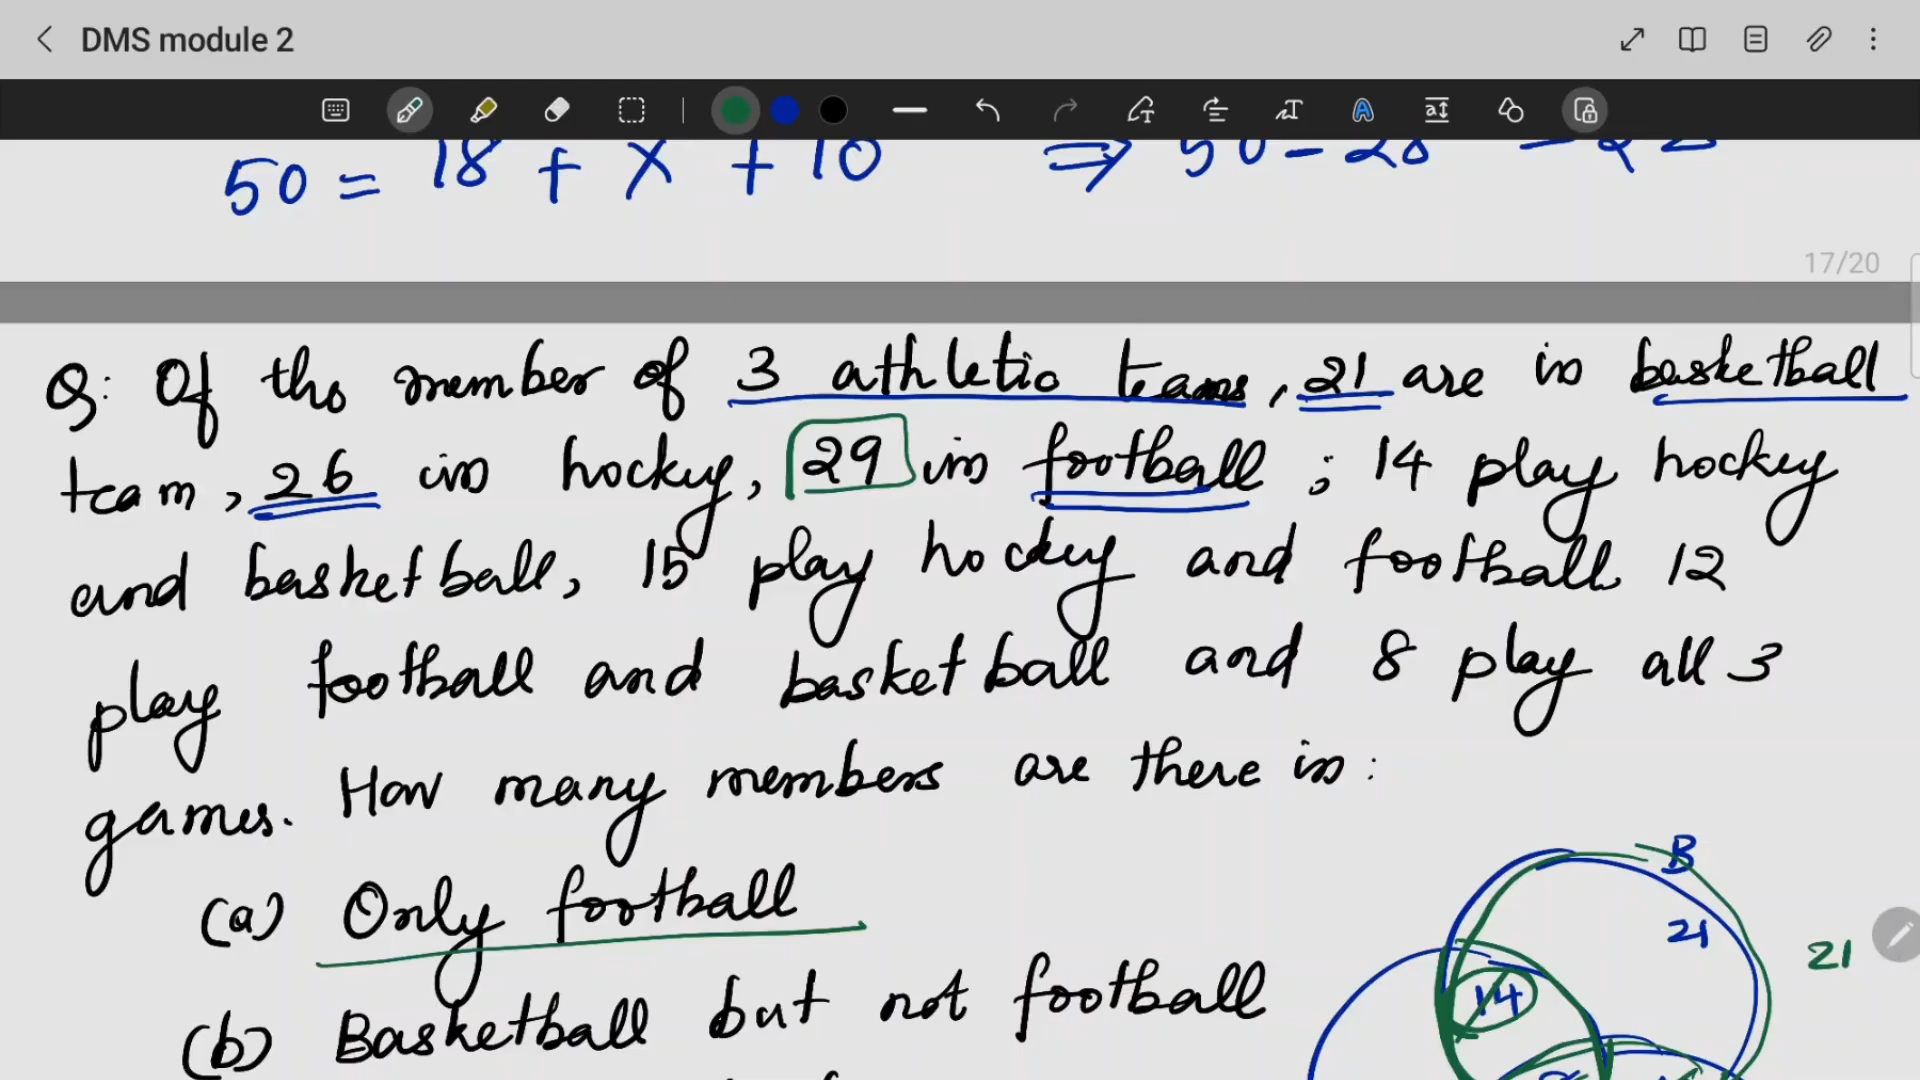 DMS module 2
50 = 18 + x + 10 ⇒ 50 - 28
17/20
Q: Of the member of 3 athletic teams, 21 are in basketball
team, 26 in hockey, 29 in football ; 14 play hockey
and basketball, 15 play hockey and football 12
play football and basketball and 8 play all 3
games. How many members are there in :
B
(a) Only football
21
21
14
(b) Basketball but not football